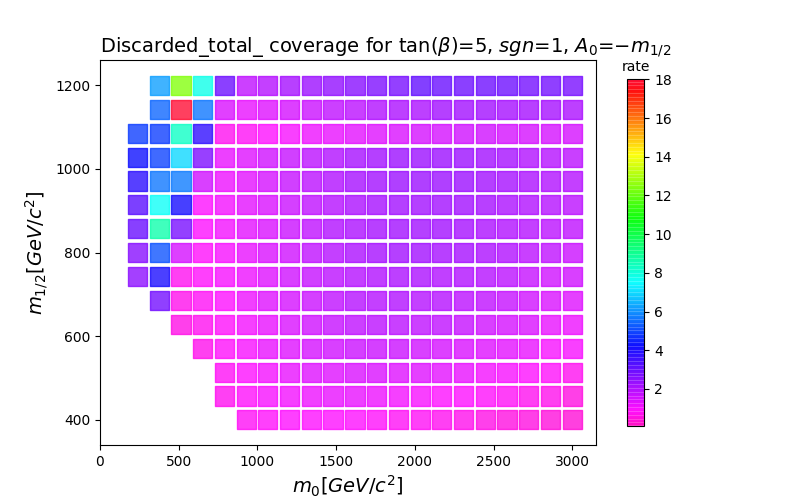 Discarded_total_ coverage for tan(β)=5, sgn=1, A₀=−m₁/₂
rate
18
16
14
12
10
8
6
4
2
1200
1000
800
600
400
m₁/₂[GeV/c²]
0 500 1000 1500 2000 2500 3000
m₀[GeV/c²]